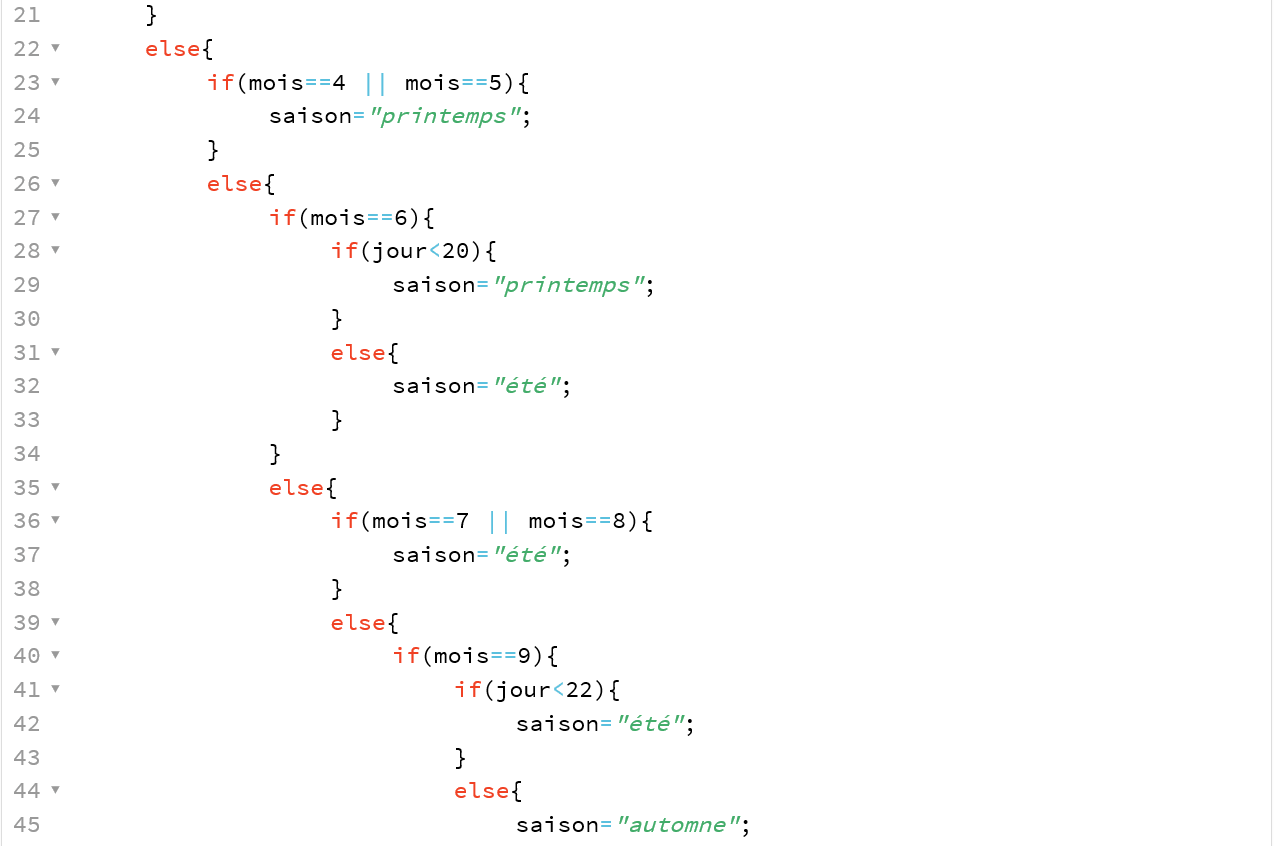 21 }
22 ▾ else{
23 ▾ if(mois==4 || mois==5){
24 saison="printemps";
25 }
26 ▾ else{
27 ▾ if(mois==6){
28 ▾ if(jour<20){
29 saison="printemps";
30 }
31 ▾ else{
32 saison="été";
33 }
34 }
35 ▾ else{
36 ▾ if(mois==7 || mois==8){
37 saison="été";
38 }
39 ▾ else{
40 ▾ if(mois==9){
41 ▾ if(jour<22){
42 saison="été";
43 }
44 ▾ else{
45 saison="automne";